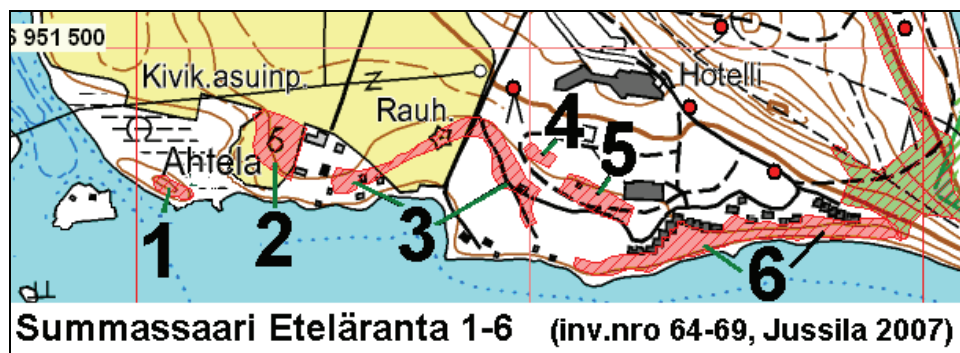 6 951 500
Kivik.asuinp.
Hotelli
Rauh.
6
Ahtela
4
5
1
2
3
6
Summassaari Eteläranta 1-6 (inv.nro 64-69, Jussila 2007)